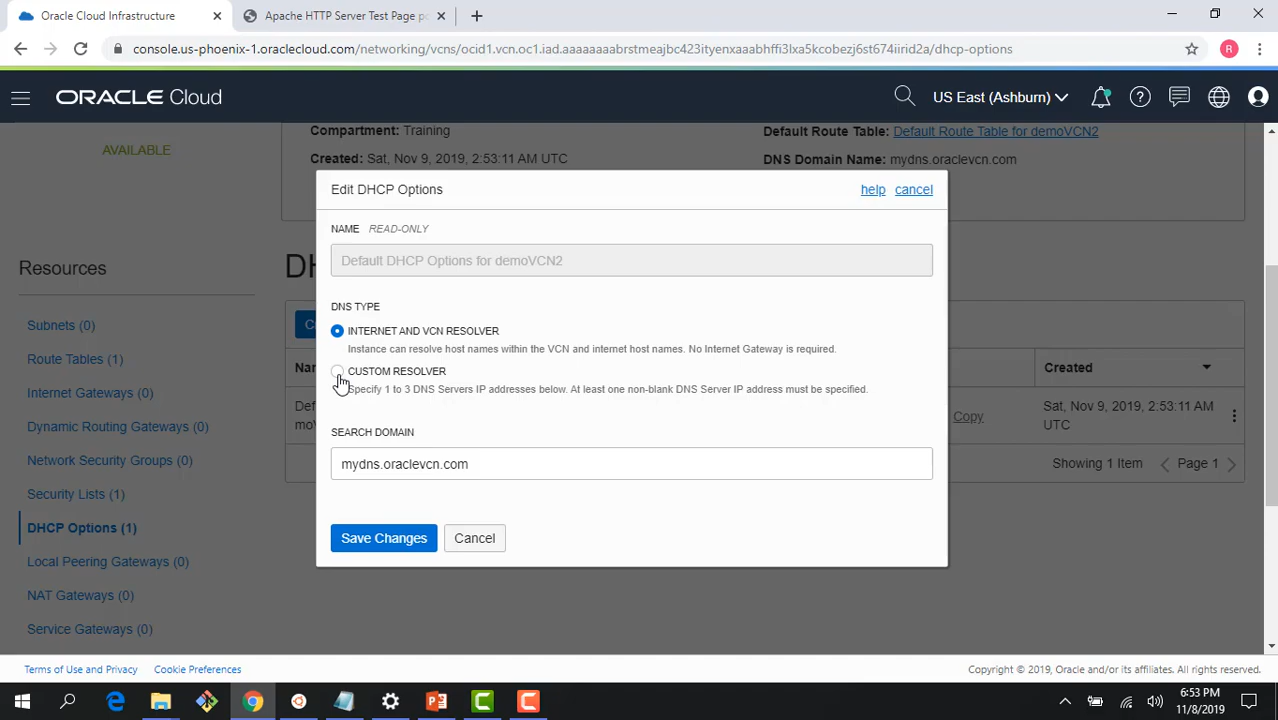 Oracle Cloud Infrastructure
Apache HTTP Server Test Page po
console.us-phoenix-1.oraclecloud.com/networking/vcns/ocid1.vcn.oc1.iad.aaaaaaaabrstmeajbc423ityenxaaabhffi3lxa5kcobezj6st674iirid2a/dhcp-options
R
ORACLE Cloud
US East (Ashburn)
AVAILABLE
Compartment: Training
Created: Sat, Nov 9, 2019, 2:53:11 AM UTC
Default Route Table: Default Route Table for demoVCN2
DNS Domain Name: mydns.oraclevcn.com
Resources
Subnets (0)
Route Tables (1)
Internet Gateways (0)
Dynamic Routing Gateways (0)
Network Security Groups (0)
Security Lists (1)
DHCP Options (1)
Local Peering Gateways (0)
NAT Gateways (0)
Service Gateways (0)
Edit DHCP Options
help
cancel
NAME READ-ONLY
Default DHCP Options for demoVCN2
DNS TYPE
INTERNET AND VCN RESOLVER
Instance can resolve host names within the VCN and internet host names. No Internet Gateway is required.
CUSTOM RESOLVER
Specify 1 to 3 DNS Servers IP addresses below. At least one non-blank DNS Server IP address must be specified.
SEARCH DOMAIN
mydns.oraclevcn.com
Save Changes
Cancel
Created
Copy
Sat, Nov 9, 2019, 2:53:11 AM
UTC
Showing 1 Item
Page 1
Terms of Use and Privacy
Cookie Preferences
Copyright © 2019, Oracle and/or its affiliates. All rights reserved.
6:53 PM
11/8/2019